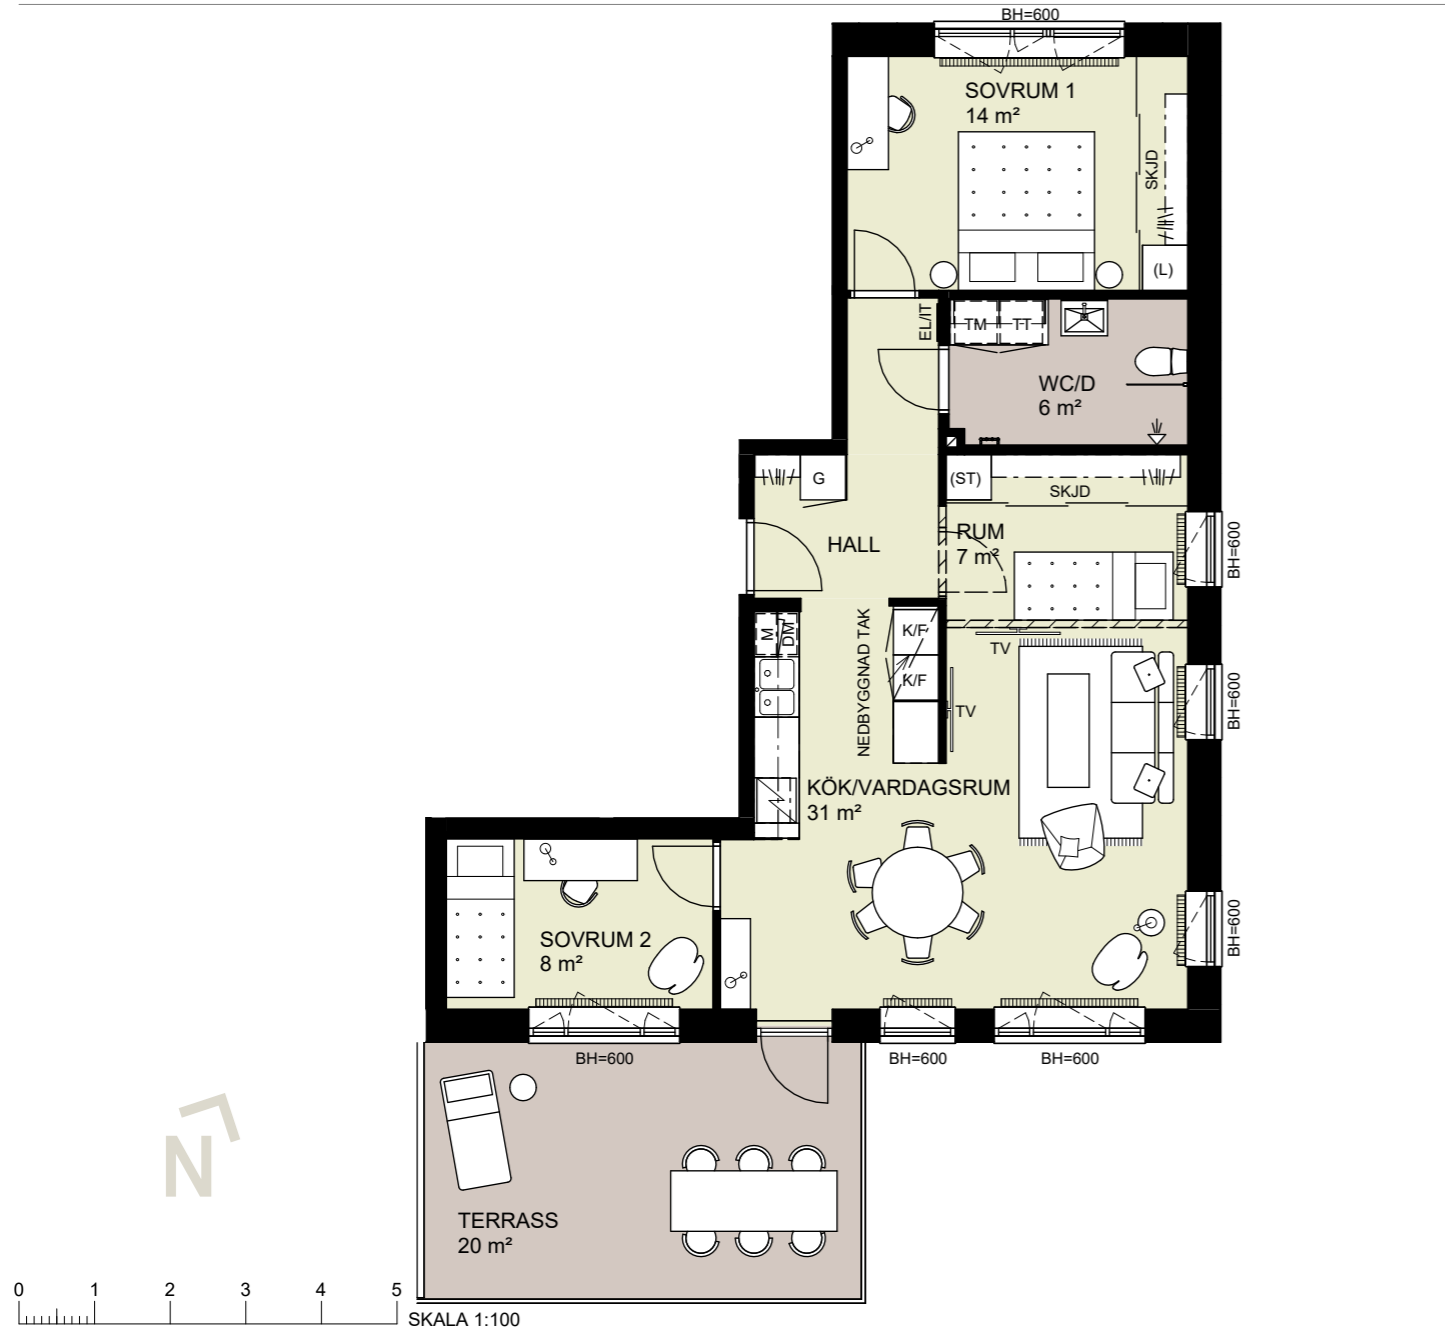 BH=600
SOVRUM 1
14 m²
SKJD
(L)
EL/IT
TM
TT
WC/D
6 m²
G
(ST)
SKJD
HALL
RUM
7 m²
BH=600
M
DM
NEDBYGGNAD TAK
K/F
K/F
TV
TV
BH=600
KÖK/VARDAGSRUM
31 m²
SOVRUM 2
8 m²
BH=600
BH=600
BH=600
BH=600
N
TERRASS
20 m²
0 1 2 3 4 5
SKALA 1:100